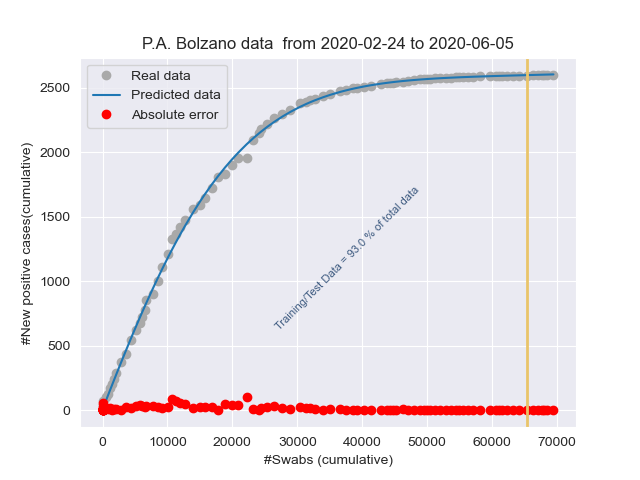 P.A. Bolzano data  from 2020-02-24 to 2020-06-05
Real data
Predicted data
Absolute error
#New positive cases(cumulative)
2500
2000
1500
1000
500
0
Training/Test Data = 93.0 % of total data
0 10000 20000 30000 40000 50000 60000 70000
#Swabs (cumulative)